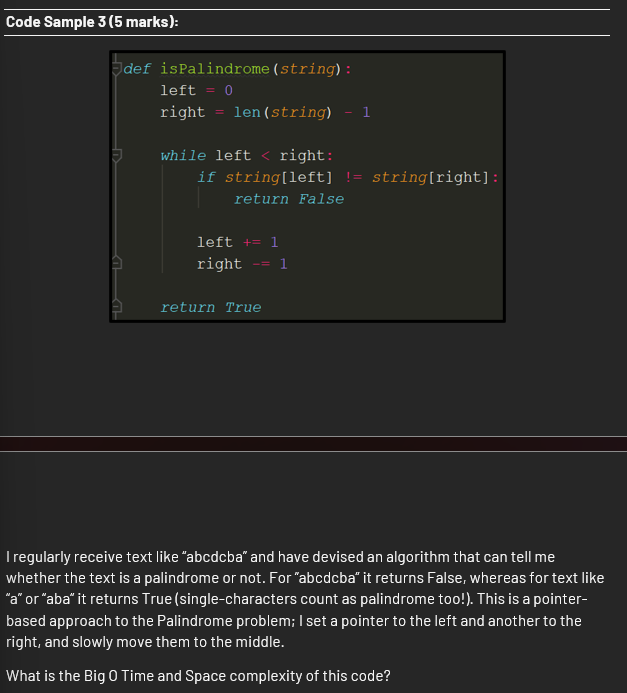 Code Sample 3 (5 marks):
def isPalindrome(string):
    left = 0
    right = len(string) - 1
    while left < right:
        if string[left] != string[right]:
            return False
        left += 1
        right -= 1
    return True
I regularly receive text like “abcdcba” and have devised an algorithm that can tell me
whether the text is a palindrome or not. For “abcdcba” it returns False, whereas for text like
“a” or “aba” it returns True (single-characters count as palindrome too!). This is a pointer-
based approach to the Palindrome problem; I set a pointer to the left and another to the
right, and slowly move them to the middle.
What is the Big O Time and Space complexity of this code?